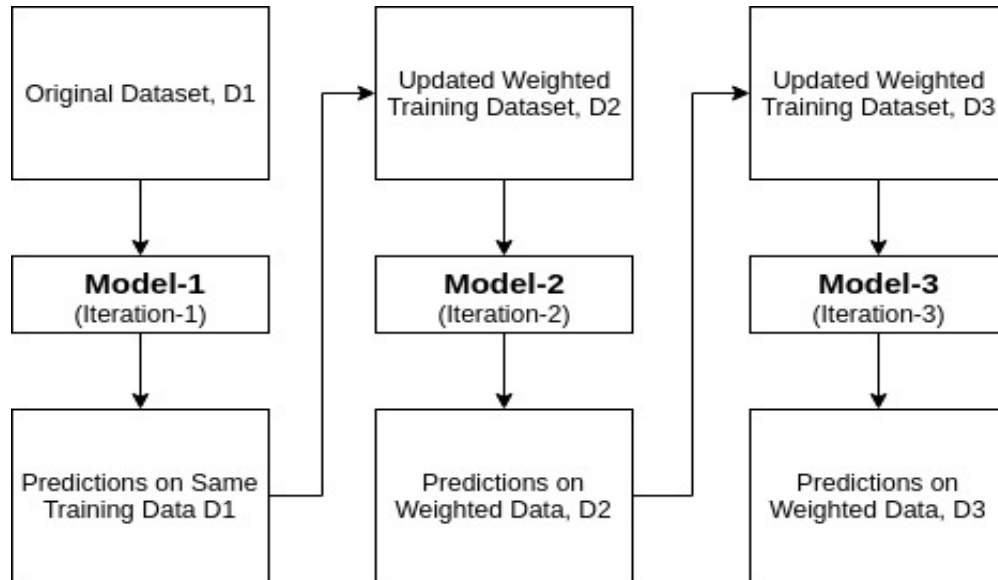 Original Dataset, D1
Model-1
(Iteration-1)
Predictions on Same
Training Data D1
Updated Weighted
Training Dataset, D2
Model-2
(Iteration-2)
Predictions on
Weighted Data, D2
Updated Weighted
Training Dataset, D3
Model-3
(Iteration-3)
Predictions on
Weighted Data, D3